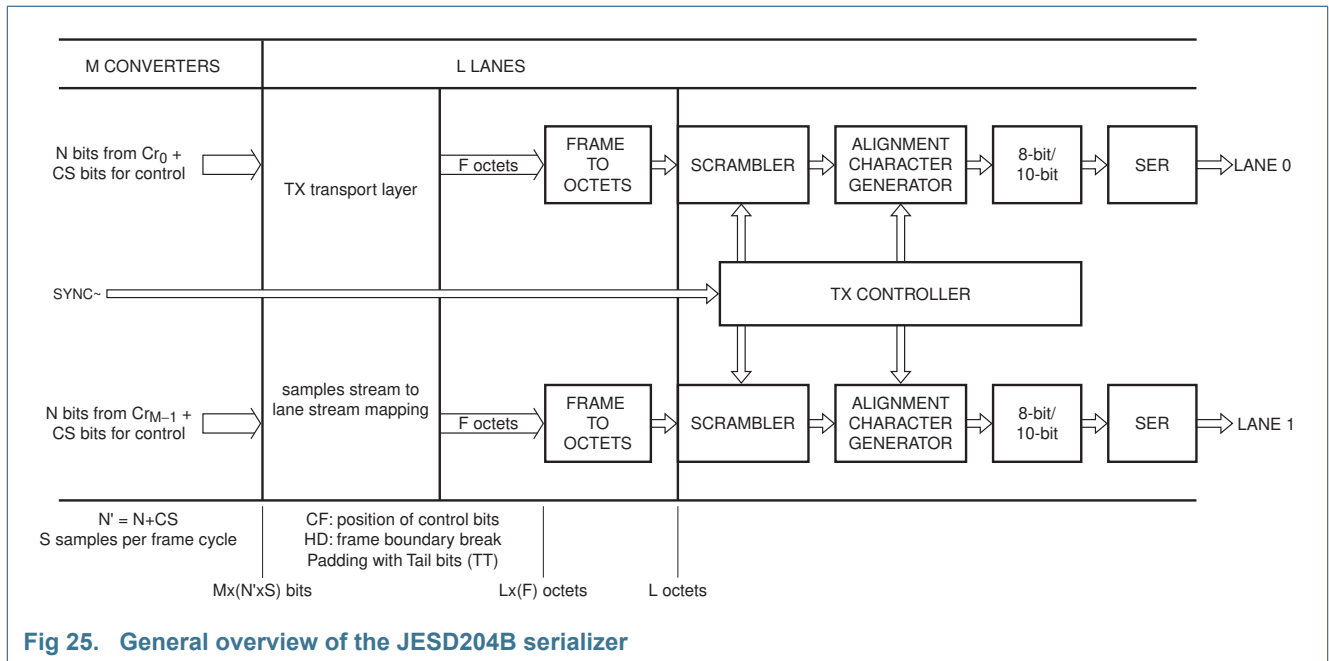 M CONVERTERS
L LANES
N bits from Cr0 +
CS bits for control
TX transport layer
F octets
FRAME
TO
OCTETS
SCRAMBLER
ALIGNMENT
CHARACTER
GENERATOR
8-bit/
10-bit
SER
LANE 0
SYNC~
TX CONTROLLER
N bits from CrM–1 +
CS bits for control
samples stream to
lane stream mapping
F octets
FRAME
TO
OCTETS
SCRAMBLER
ALIGNMENT
CHARACTER
GENERATOR
8-bit/
10-bit
SER
LANE 1
N' = N+CS
S samples per frame cycle
CF: position of control bits
HD: frame boundary break
Padding with Tail bits (TT)
Mx(N'xS) bits
Lx(F) octets
L octets
Fig 25. General overview of the JESD204B serializer